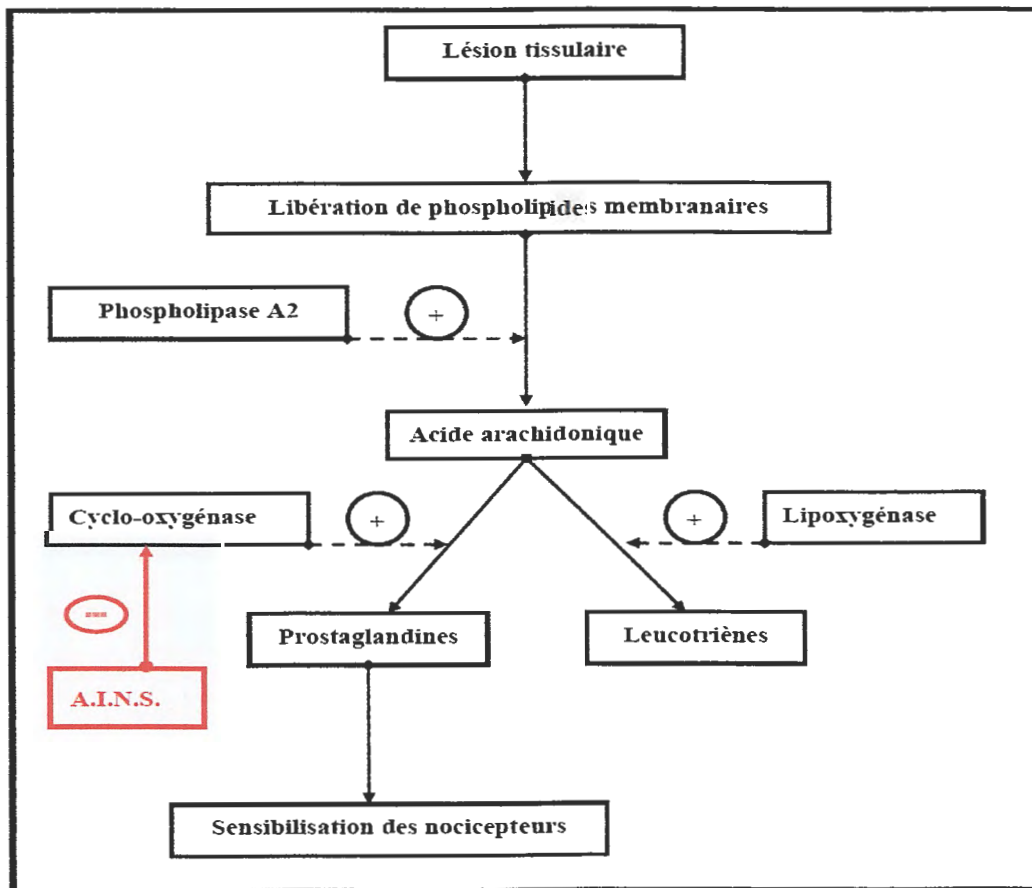 Lésion tissulaire
Libération de phospholipides membranaires
Phospholipase A2
+
Acide arachidonique
Cyclo-oxygénase
+
+
Lipoxygénase
Prostaglandines
Leucotriènes
---
A.I.N.S.
Sensibilisation des nocicepteurs